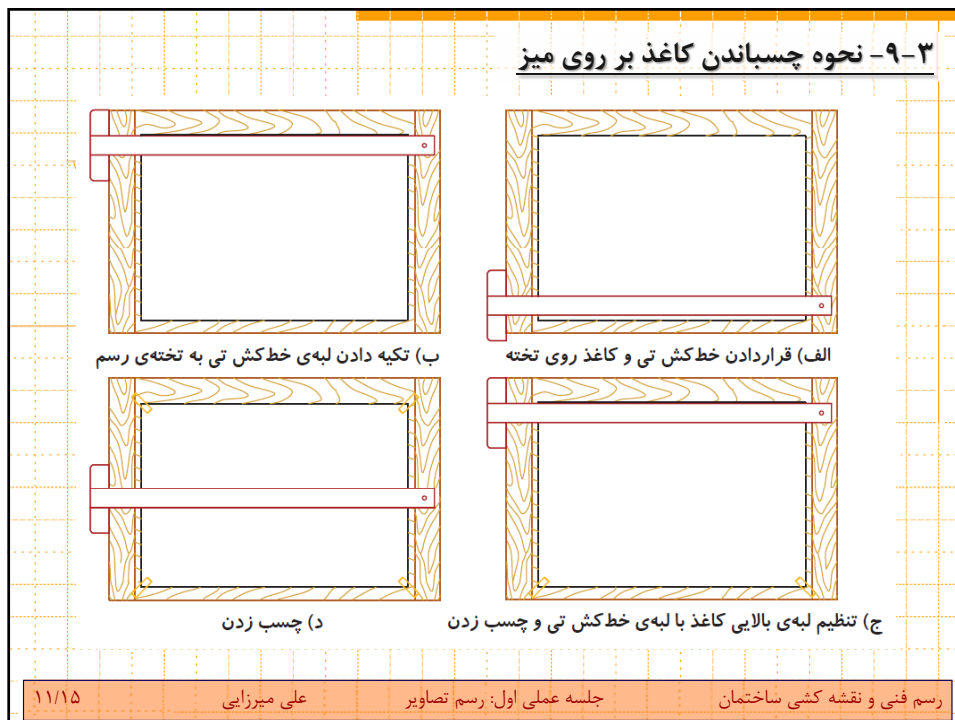 ۳-۹- نحوه چسباندن کاغذ بر روی میز
الف) قراردادن خط‌کش تی و کاغذ روی تخته
ب) تکیه دادن لبه‌ی خط‌کش تی به تخته‌ی رسم
ج) تنظیم لبه‌ی بالایی کاغذ با لبه‌ی خط‌کش تی و چسب زدن
د) چسب زدن
رسم فنی و نقشه کشی ساختمان جلسه عملی اول: رسم تصاویر علی میرزایی ۱۱/۱۵